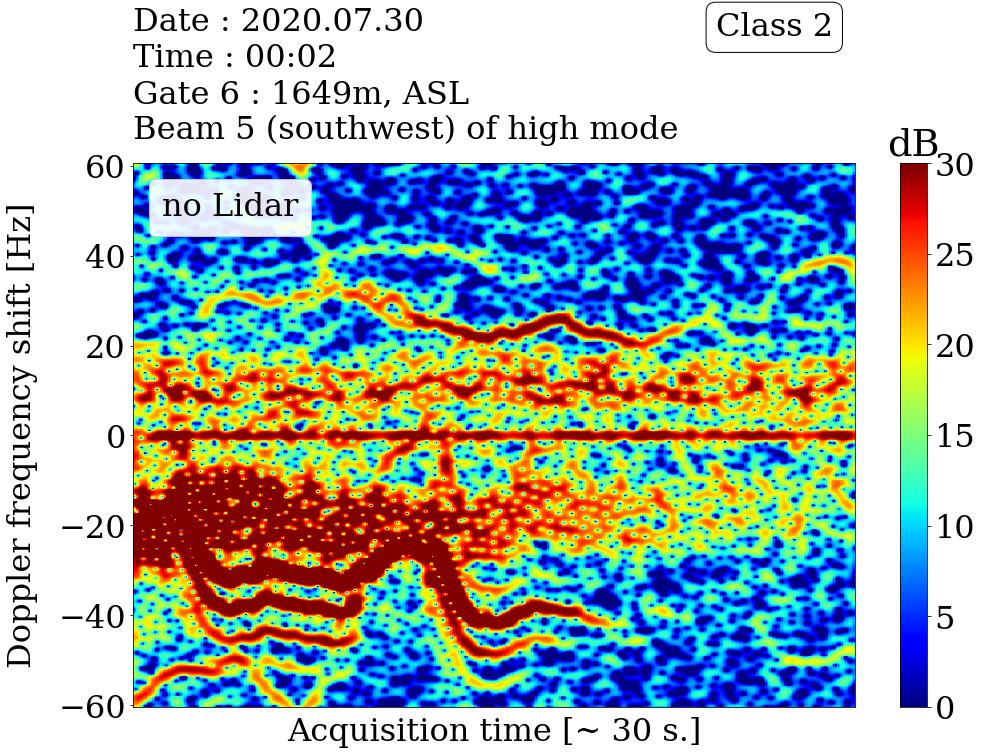 Date : 2020.07.30
Time : 00:02
Gate 6 : 1649m, ASL
Beam 5 (southwest) of high mode
Class 2
dB
no Lidar
Doppler frequency shift [Hz]
60
40
20
0
−20
−40
−60
30
25
20
15
10
5
0
Acquisition time [~ 30 s.]